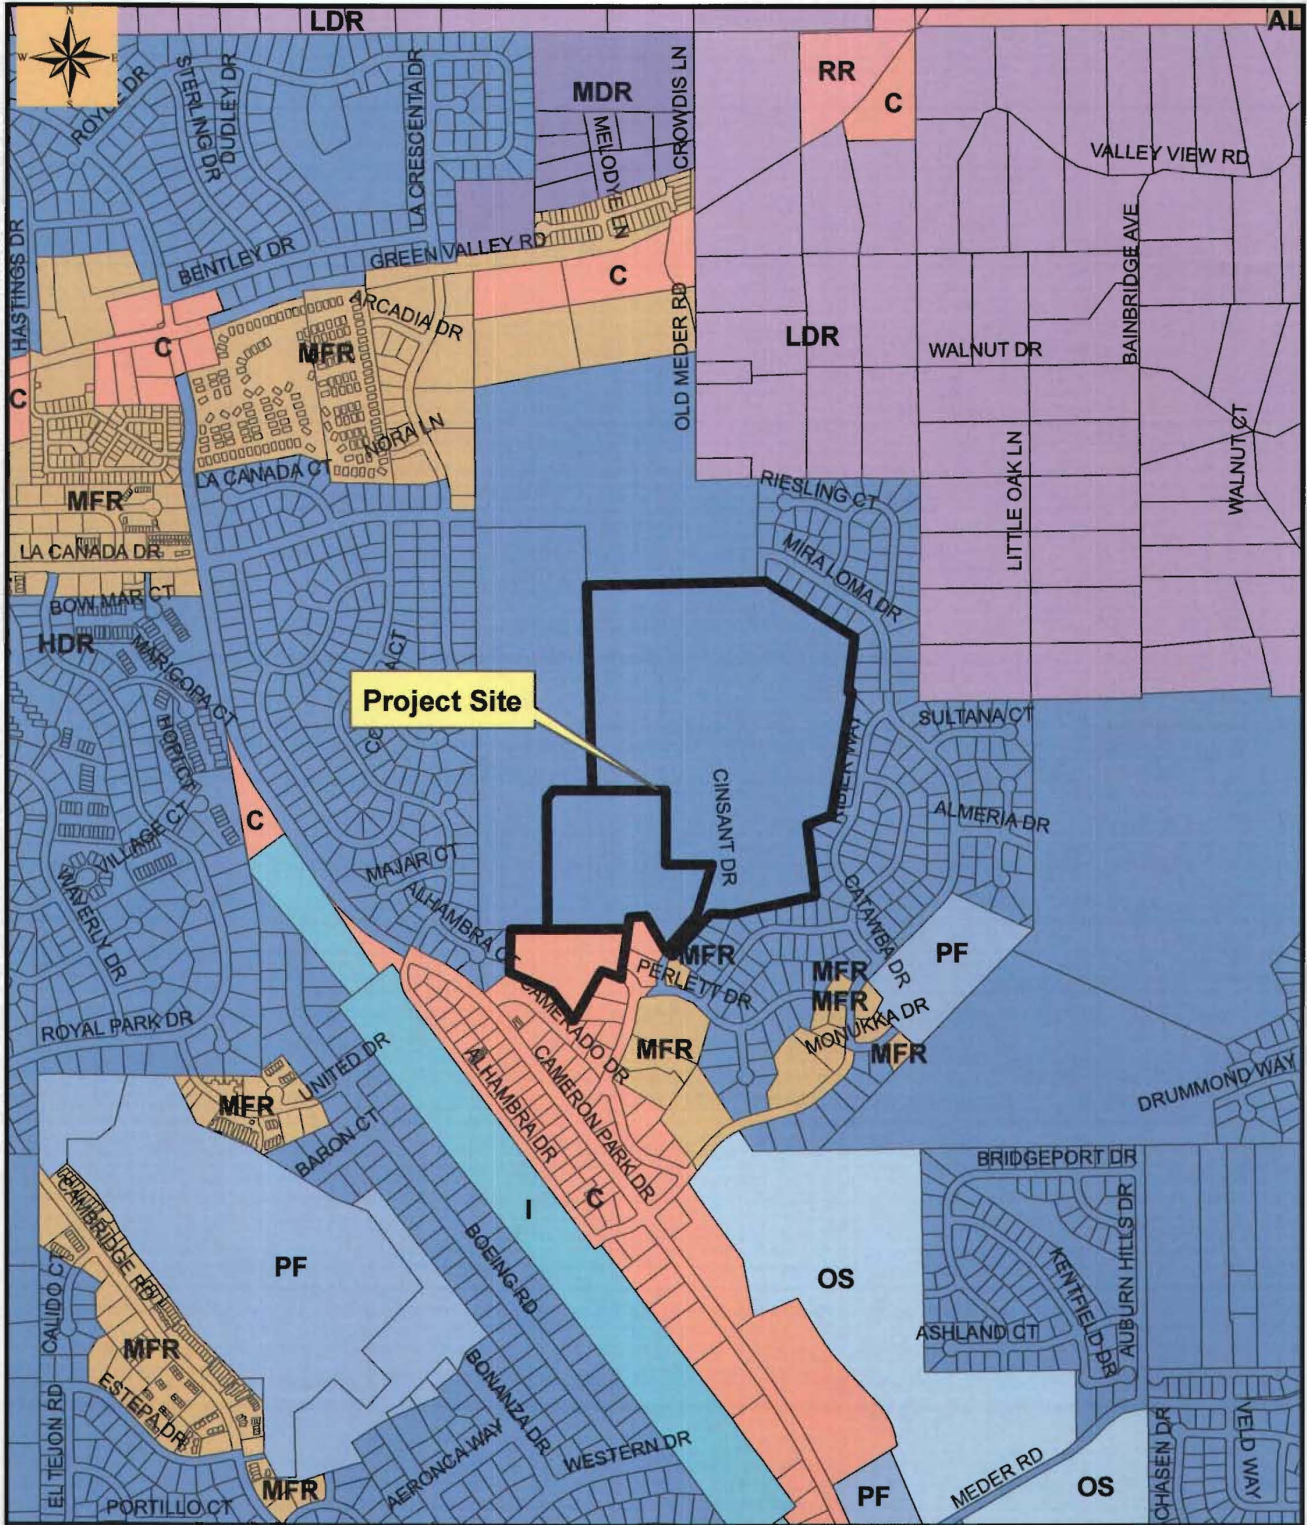 N
W
E
S
LDR
AL
ROYCE DR
STERLING DR
DUDLEY DR
LA CRESCENTA DR
MDR
MELODYE LN
CROWDIS LN
RR
C
VALLEY VIEW RD
HASTINGS DR
BENTLEY DR
GREEN VALLEY RD
ARCADIA DR
C
OLD MEDER RD
BAINBRIDGE AVE
C
MFR
LDR
WALNUT DR
C
NORA LN
LA CANADA CT
RIESLING CT
LITTLE OAK LN
WALNUT CT
MFR
LA CANADA DR
MIRALOMA DR
BOW MAR CT
HDR
MARIGOPA CT
Project Site
SULTANA CT
HOPI CT
C
CINSANT DR
ALMERIA DR
VILLAGE CT
MAJAR CT
WAVERLY DR
ALHAMBRA CT
CATAWBA DR
PF
MFR
MFR
PERLETT DR
MFR
ROYAL PARK DR
CAMERADO DR
MONUKKA DR
MFR
MFR
UNITED DR
ALHAMBRA DR
CAMERON PARK DR
DRUMMOND WAY
MFR
BARON CT
BRIDGEPORT DR
CAMBRIDGE RD
C
I
PF
BOEING RD
OS
KENTFIELD DR
AUBURN HILLS DR
CALIDO CT
ASHLAND CT
MFR
ESTEPA DR
BONANZA DR
EL TEJON RD
AERONCA WAY
WESTERN DR
MEDER RD
CHASEN DR
VELD WAY
MFR
PF
OS
PORTILLO CT